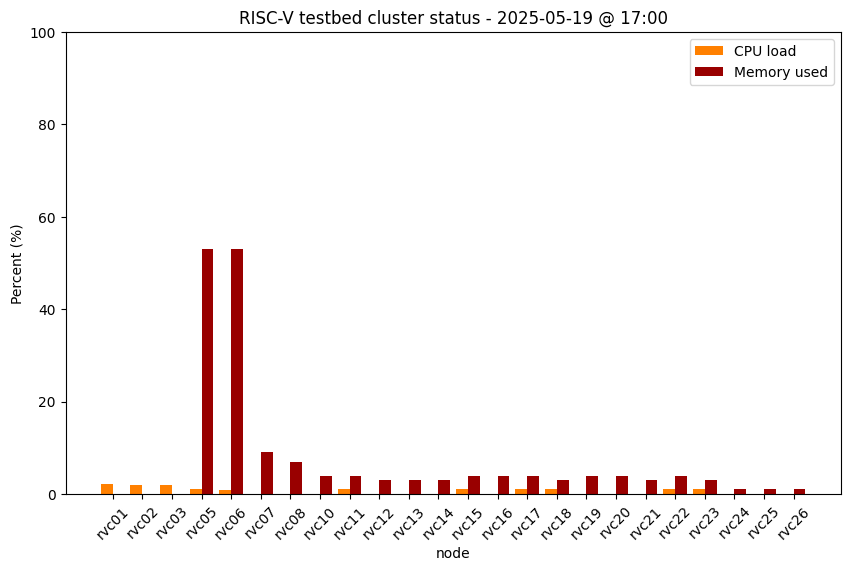 RISC-V testbed cluster status - 2025-05-19 @ 17:00
CPU load
Memory used
Percent (%)
100
80
60
40
20
0
rvc01 rvc02 rvc03 rvc05 rvc06 rvc07 rvc08 rvc10 rvc11 rvc12 rvc13 rvc14 rvc15 rvc16 rvc17 rvc18 rvc19 rvc20 rvc21 rvc22 rvc23 rvc24 rvc25 rvc26
node